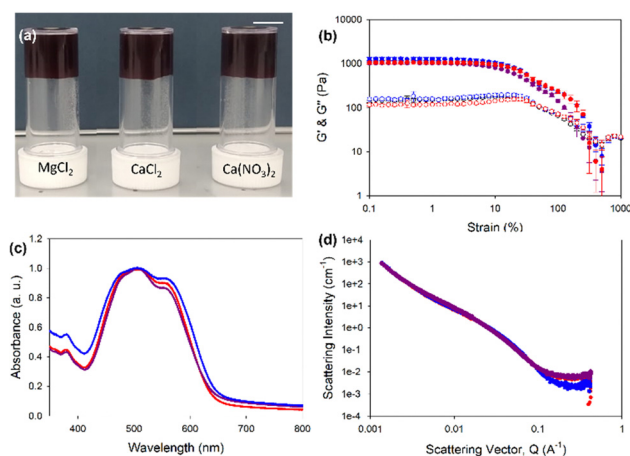 (a)
MgCl₂
CaCl₂
Ca(NO₃)₂
(b)
G' & G'' (Pa)
10000
1000
100
10
1
0.1 1 10 100 1000
Strain (%)
(c)
Absorbance (a. u.)
1.2
1.0
0.8
0.6
0.4
0.2
0.0
400 500 600 700 800
Wavelength (nm)
(d)
Scattering Intensity (cm⁻¹)
1e+4
1e+3
1e+2
1e+1
1e+0
1e-1
1e-2
1e-3
1e-4
0.001 0.01 0.1 1
Scattering Vector, Q (A⁻¹)